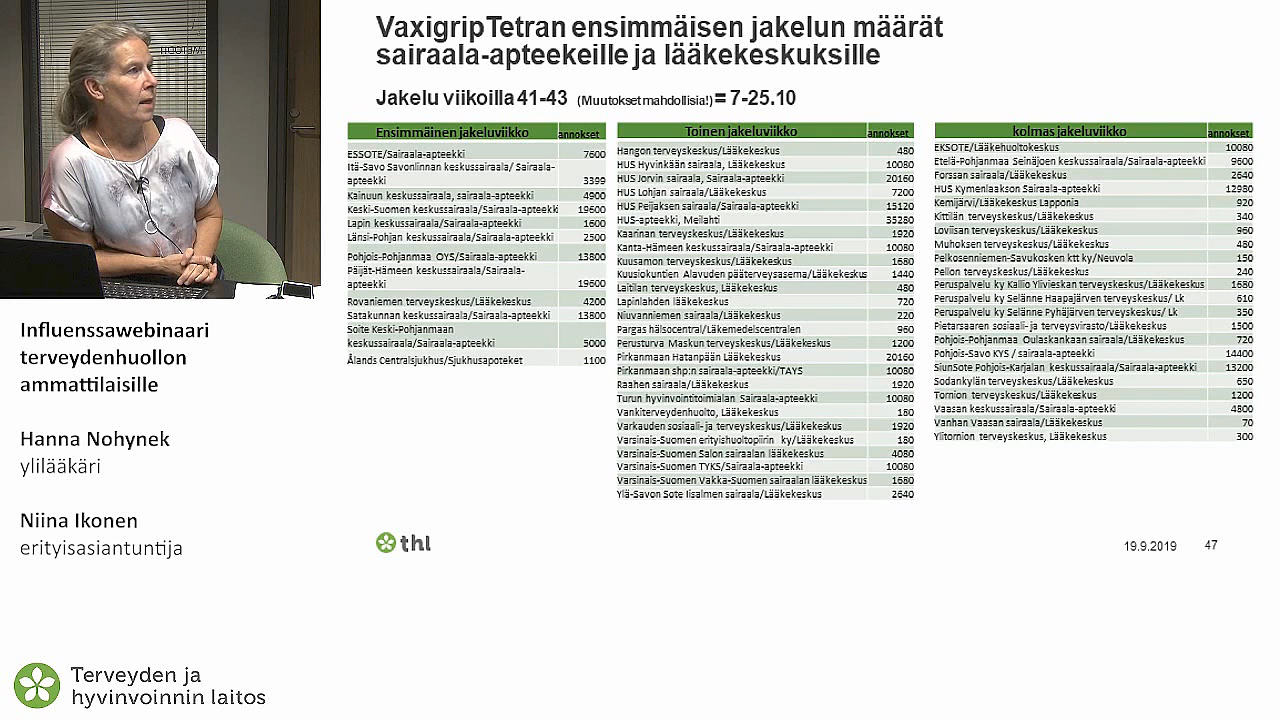 VaxigripTetran ensimmäisen jakelun määrät
sairaala-apteekeille ja lääkekeskuksille
Jakelu viikoilla 41-43 (Muutokset mahdollisia!) = 7-25.10
Ensimmäinen jakeluviikko annokset
ESSOTE/Sairaala-apteekki 7600
Itä-Savo Savonlinnan keskussairaala/ Sairaala-
apteekki 3399
Kainuun keskussairaala, sairaala-apteekki 4900
Keski-Suomen keskussairaala/Sairaala-apteekki 19600
Lapin keskussairaala/Sairaala-apteekki 1600
Länsi-Pohjan keskussairaala/Sairaala-apteekki 2500
Pohjois-Pohjanmaa OYS/Sairaala-apteekki 13800
Päijät-Hämeen keskussairaala/Sairaala-
apteekki 19600
Rovaniemen terveyskeskus/Lääkekeskus 4200
Satakunnan keskussairaala/Sairaala-apteekki 13800
Soite Keski-Pohjanmaan
keskussairaala/Sairaala-apteekki 5000
Ålands Centralsjukhus/Sjukhusapoteket 1100
Toinen jakeluviikko annokset
Hangon terveyskeskus/Lääkekeskus 480
HUS Hyvinkään sairaala, Lääkekeskus 10080
HUS Jorvin sairaala, Sairaala-apteekki 20160
HUS Lohjan sairaala/Lääkekeskus 7200
HUS Peijaksen sairaala/Sairaala-apteekki 15120
HUS-apteekki, Meilahti 35280
Kaarinan terveyskeskus/Lääkekeskus 1920
Kanta-Hämeen keskussairaala/Sairaala-apteekki 10080
Kuusamon terveyskeskus/Lääkekeskus 1680
Kuusiokuntien Alavuden pääterveysasema/Lääkekeskus 1440
Laitilan terveyskeskus, Lääkekeskus 480
Lapinlahden lääkekeskus 720
Niuvanniemen sairaala/Lääkekeskus 220
Pargas hälsocentral/Läkemedelscentralen 960
Perusturva Maskun terveyskeskus/Lääkekeskus 1200
Pirkanmaan Hatanpään Lääkekeskus 20160
Pirkanmaan shp:n sairaala-apteekki/TAYS 10080
Raahen sairaala/Lääkekeskus 1920
Turun hyvinvointitoimialan Sairaala-apteekki 10080
Vankiterveydenhuolto, Lääkekeskus 180
Varkauden sosiaali- ja terveyskeskus/Lääkekeskus 1920
Varsinais-Suomen erityishuoltopiirin ky/Lääkekeskus 180
Varsinais-Suomen Salon sairaalan lääkekeskus 4080
Varsinais-Suomen TYKS/Sairaala-apteekki 10080
Varsinais-Suomen Vakka-Suomen sairaalan lääkekeskus 1680
Ylä-Savon Sote Iisalmen sairaala/Lääkekeskus 2640
kolmas jakeluviikko annokset
EKSOTE/Lääkehuoltokeskus 10080
Etelä-Pohjanmaa Seinäjoen keskussairaala/Sairaala-apteekki 9600
Forssan sairaala/Lääkekeskus 2640
HUS Kymenlaakson Sairaala-apteekki 12980
Kemijärvi/Lääkekeskus Lapponia 920
Kittilän terveyskeskus/Lääkekeskus 340
Loviisan terveyskeskus/Lääkekeskus 960
Muhoksen terveyskeskus/Lääkekeskus 480
Pelkosenniemen-Savukosken ktt ky/Neuvola 150
Pellon terveyskeskus/Lääkekeskus 240
Peruspalvelu ky Kallio Ylivieskan terveyskeskus/Lääkekeskus 1680
Peruspalvelu ky Selänne Haapajärven terveyskeskus/ Lk 610
Peruspalvelu ky Selänne Pyhäjärven terveyskeskus/ Lk 350
Pietarsaaren sosiaali- ja terveysvirasto/Lääkekeskus 1500
Pohjois-Pohjanmaa Oulaskankaan sairaala/Lääkekeskus 720
Pohjois-Savo KYS / sairaala-apteekki 14400
SiunSote Pohjois-Karjalan keskussairaala/Sairaala-apteekki 13200
Sodankylän terveyskeskus/Lääkekeskus 650
Tornion terveyskeskus/Lääkekeskus 1200
Vaasan keskussairaala/Sairaala-apteekki 4800
Vanhan Vaasan sairaala/Lääkekeskus 70
Ylitornion terveyskeskus, Lääkekeskus 300
thl
19.9.2019 47
Influenssawebinaari
terveydenhuollon
ammattilaisille
Hanna Nohynek
ylilääkäri
Niina Ikonen
erityisasiantuntija
Terveyden ja
hyvinvoinnin laitos